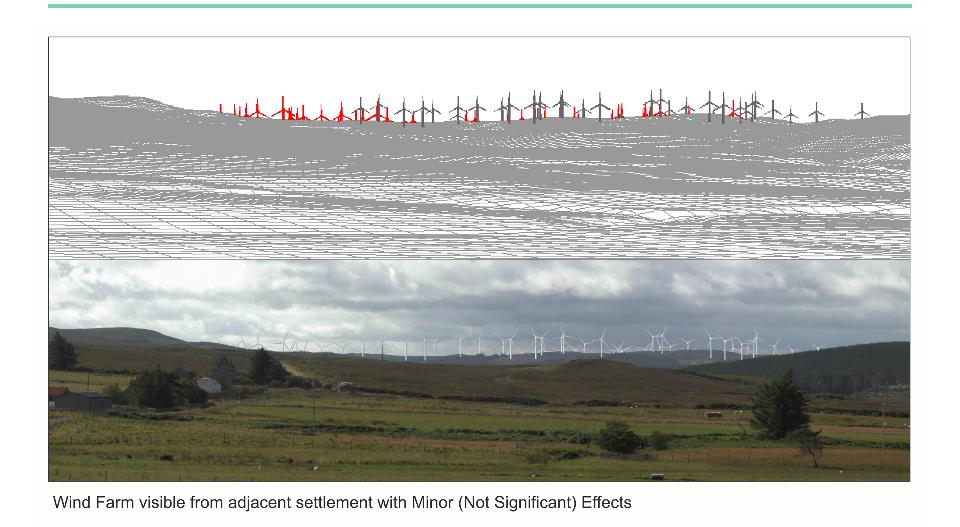 Wind Farm visible from adjacent settlement with Minor (Not Significant) Effects